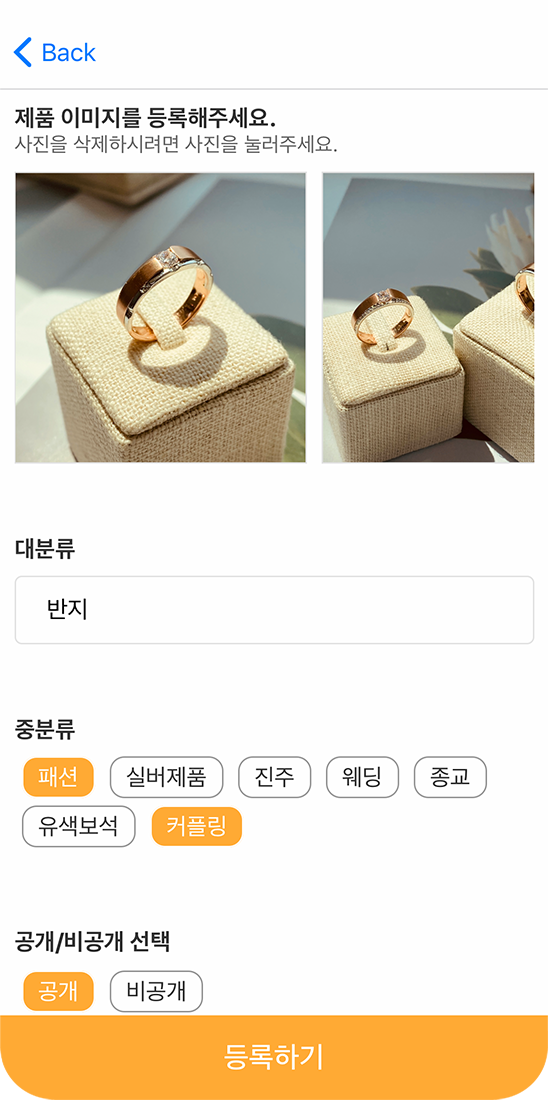 Back
제품 이미지를 등록해주세요.
사진을 삭제하시려면 사진을 눌러주세요.
대분류
반지
중분류
패션 실버제품 진주 웨딩 종교
유색보석 커플링
공개/비공개 선택
공개 비공개
등록하기